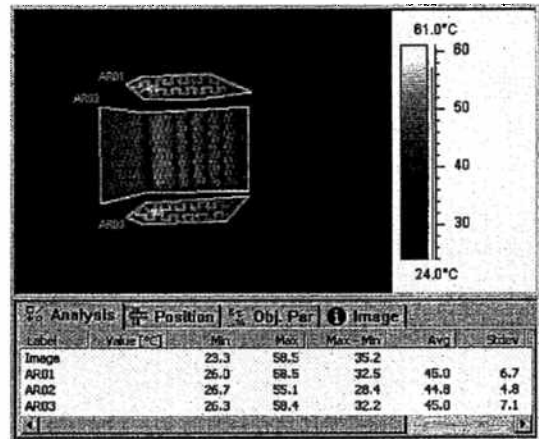 61.0°C
60
AR01
AR02
50
40
AR03
30
24.0°C
Analysis Position Obj. Par Image
Label Value [°C] Min Max Max - Min Avg Stdev
Image 23.3 58.5 35.2
AR01 26.0 58.5 32.5 45.0 6.7
AR02 26.7 55.1 28.4 44.8 4.8
AR03 26.3 58.4 32.2 45.0 7.1